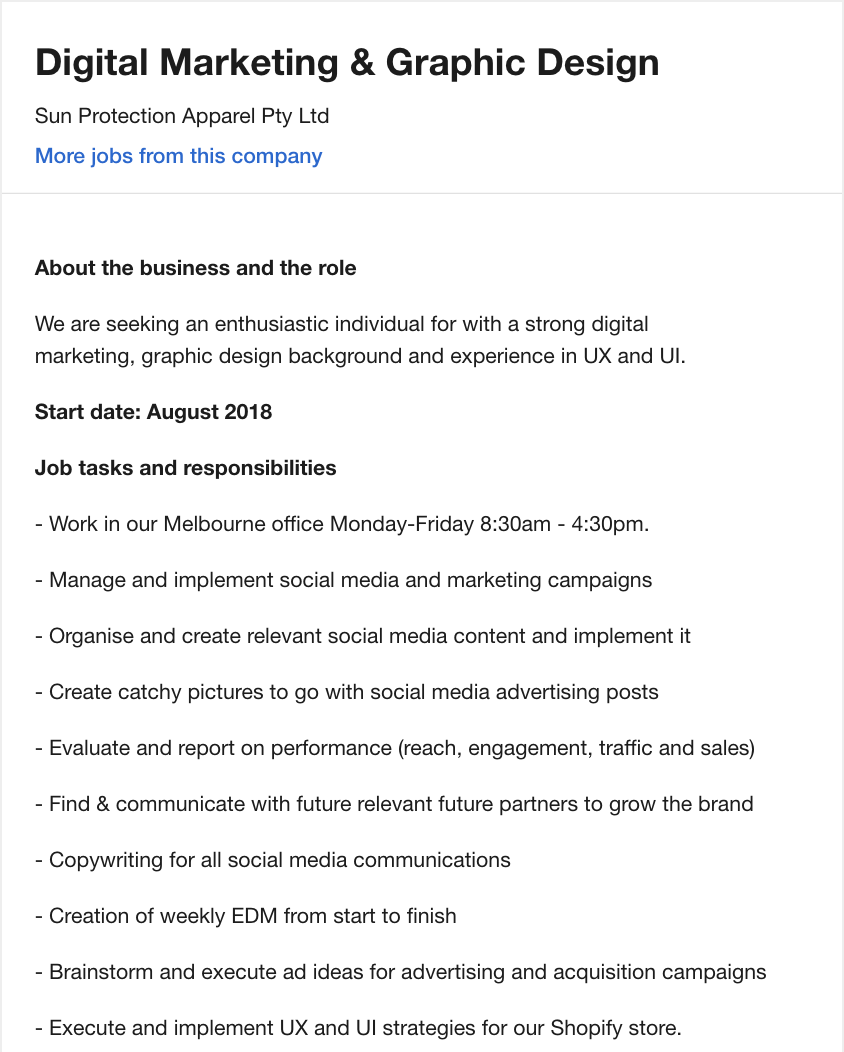 Digital Marketing & Graphic Design
Sun Protection Apparel Pty Ltd
More jobs from this company
About the business and the role
We are seeking an enthusiastic individual for with a strong digital
marketing, graphic design background and experience in UX and UI.
Start date: August 2018
Job tasks and responsibilities
- Work in our Melbourne office Monday-Friday 8:30am - 4:30pm.
- Manage and implement social media and marketing campaigns
- Organise and create relevant social media content and implement it
- Create catchy pictures to go with social media advertising posts
- Evaluate and report on performance (reach, engagement, traffic and sales)
- Find & communicate with future relevant future partners to grow the brand
- Copywriting for all social media communications
- Creation of weekly EDM from start to finish
- Brainstorm and execute ad ideas for advertising and acquisition campaigns
- Execute and implement UX and UI strategies for our Shopify store.